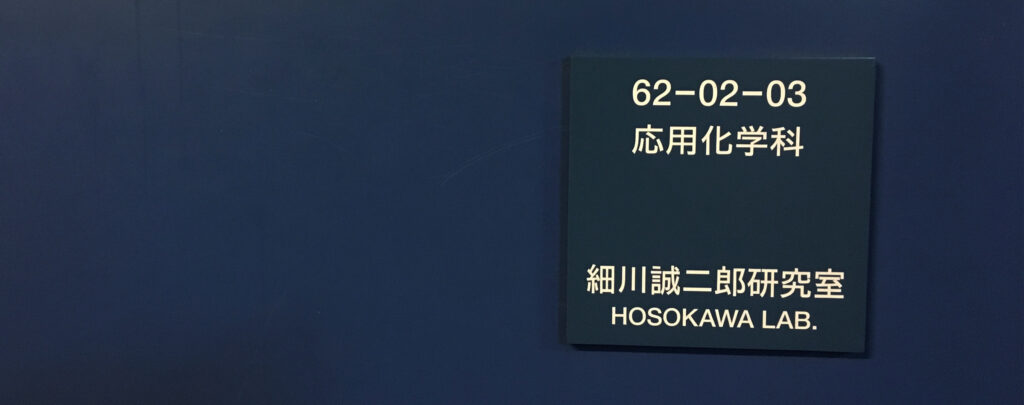 62-02-03
応用化学科
細川誠二郎研究室
HOSOKAWA LAB.